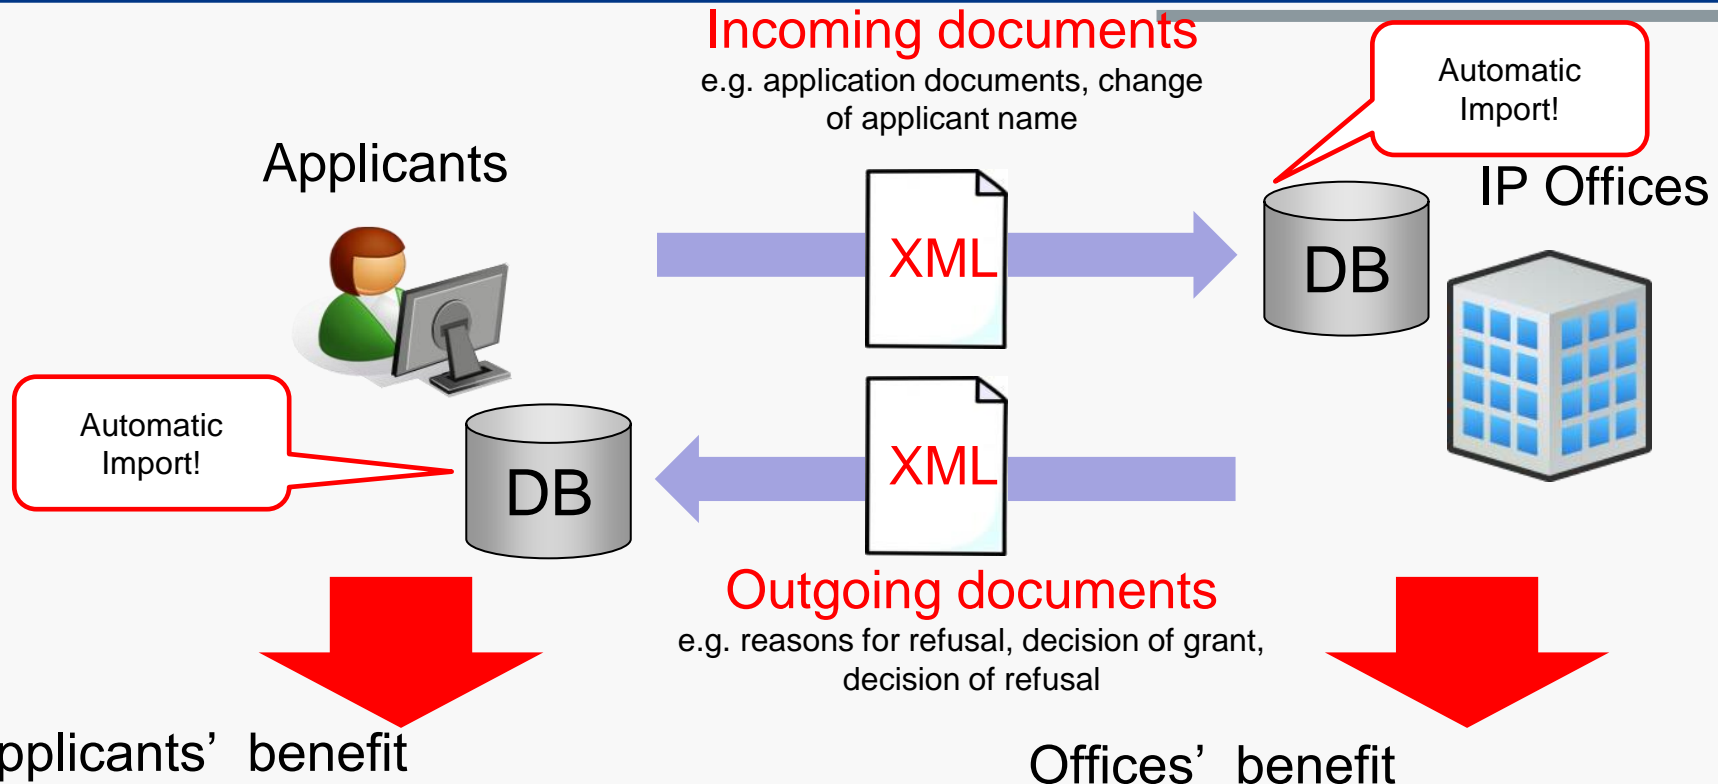 Incoming documents
e.g. application documents, change
of applicant name
Automatic
Import!
Applicants
IP Offices
XML
DB
Automatic
Import!
DB
XML
Outgoing documents
e.g. reasons for refusal, decision of grant,
decision of refusal
pplicants’ benefit
Offices’ benefit